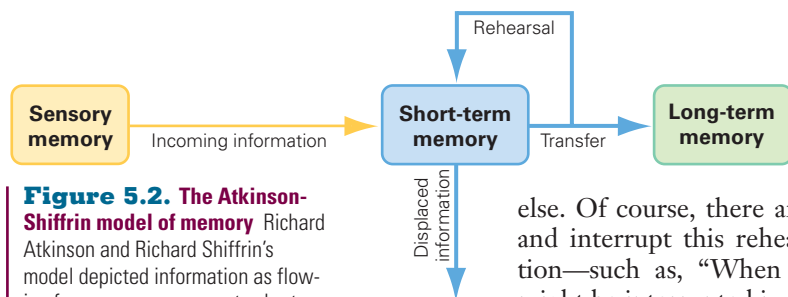 Rehearsal
Sensory
memory
Incoming information
Short-term
memory
Transfer
Long-term
memory
Displaced
information
Figure 5.2. The Atkinson-
Shiffrin model of memory Richard
Atkinson and Richard Shiffrin's
model depicted information as flow-
else. Of course, there
and interrupt this
tion—such as, "When